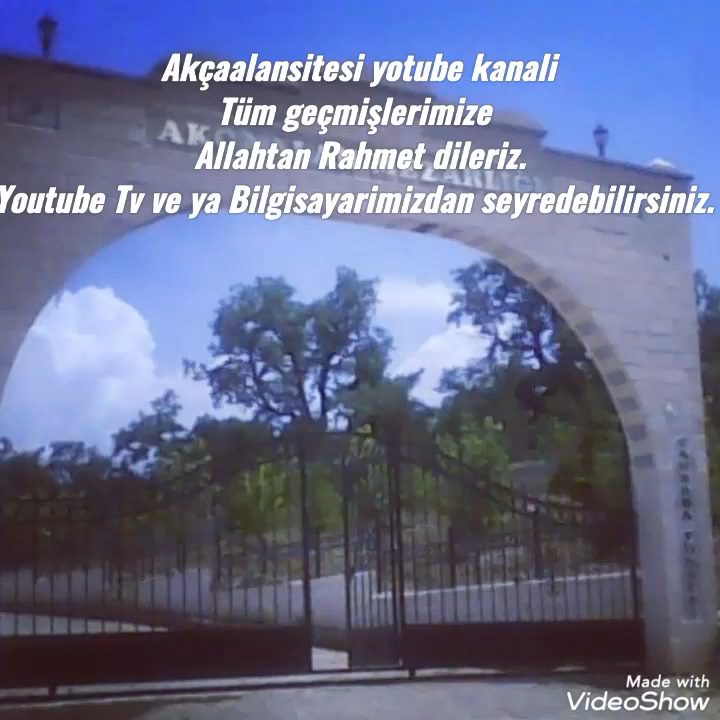 Akçaalansitesi yotube kanali
Tüm geçmişlerimize
Allahtan Rahmet dileriz.
Youtube Tv ve ya Bilgisayarimizdan seyredebilirsiniz.
Made with
VideoShow